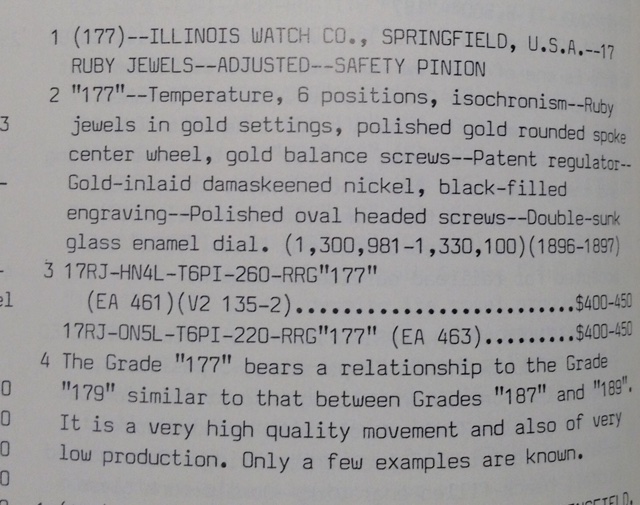 1 (177)--ILLINOIS WATCH CO., SPRINGFIELD, U.S.A.--17
RUBY JEWELS--ADJUSTED--SAFETY PINION
2 "177"--Temperature, 6 positions, isochronism--Ruby
jewels in gold settings, polished gold rounded spoke
center wheel, gold balance screws--Patent regulator--
Gold-inlaid damaskeened nickel, black-filled
engraving--Polished oval headed screws--Double-sunk
glass enamel dial. (1,300,981-1,330,100)(1896-1897)
3 17RJ-HN4L-T6PI-260-RRG"177"
(EA 461)(V2 135-2)...........................$400-450
17RJ-ON5L-T6PI-220-RRG"177" (EA 463).........$400-450
4 The Grade "177" bears a relationship to the Grade
"179" similar to that between Grades "187" and "189".
It is a very high quality movement and also of very
low production. Only a few examples are known.